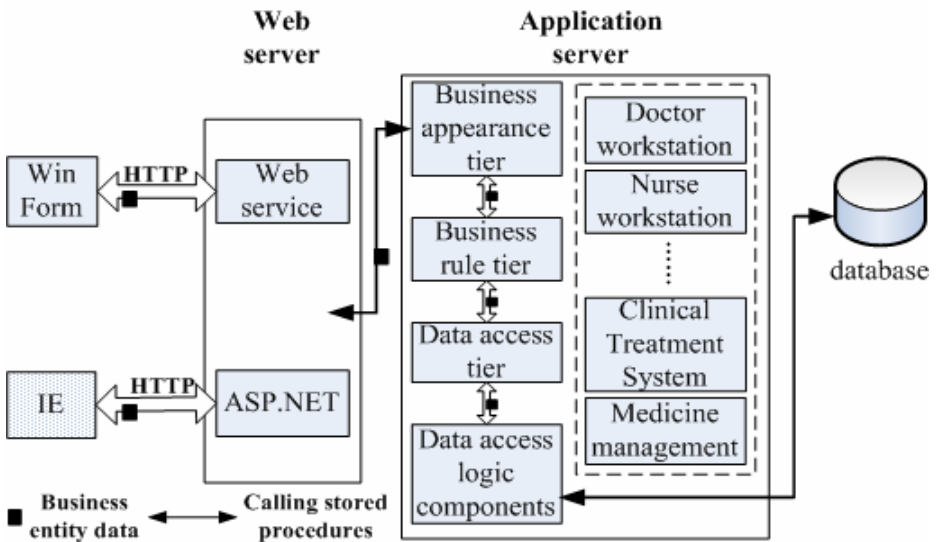 Web
server
Application
server
Win
Form
HTTP
Web
service
IE
HTTP
ASP.NET
Business
appearance
tier
Business
rule tier
Data access
tier
Data access
logic
components
Doctor
workstation
Nurse
workstation
Clinical
Treatment
System
Medicine
management
database
Business
entity data
Calling stored
procedures